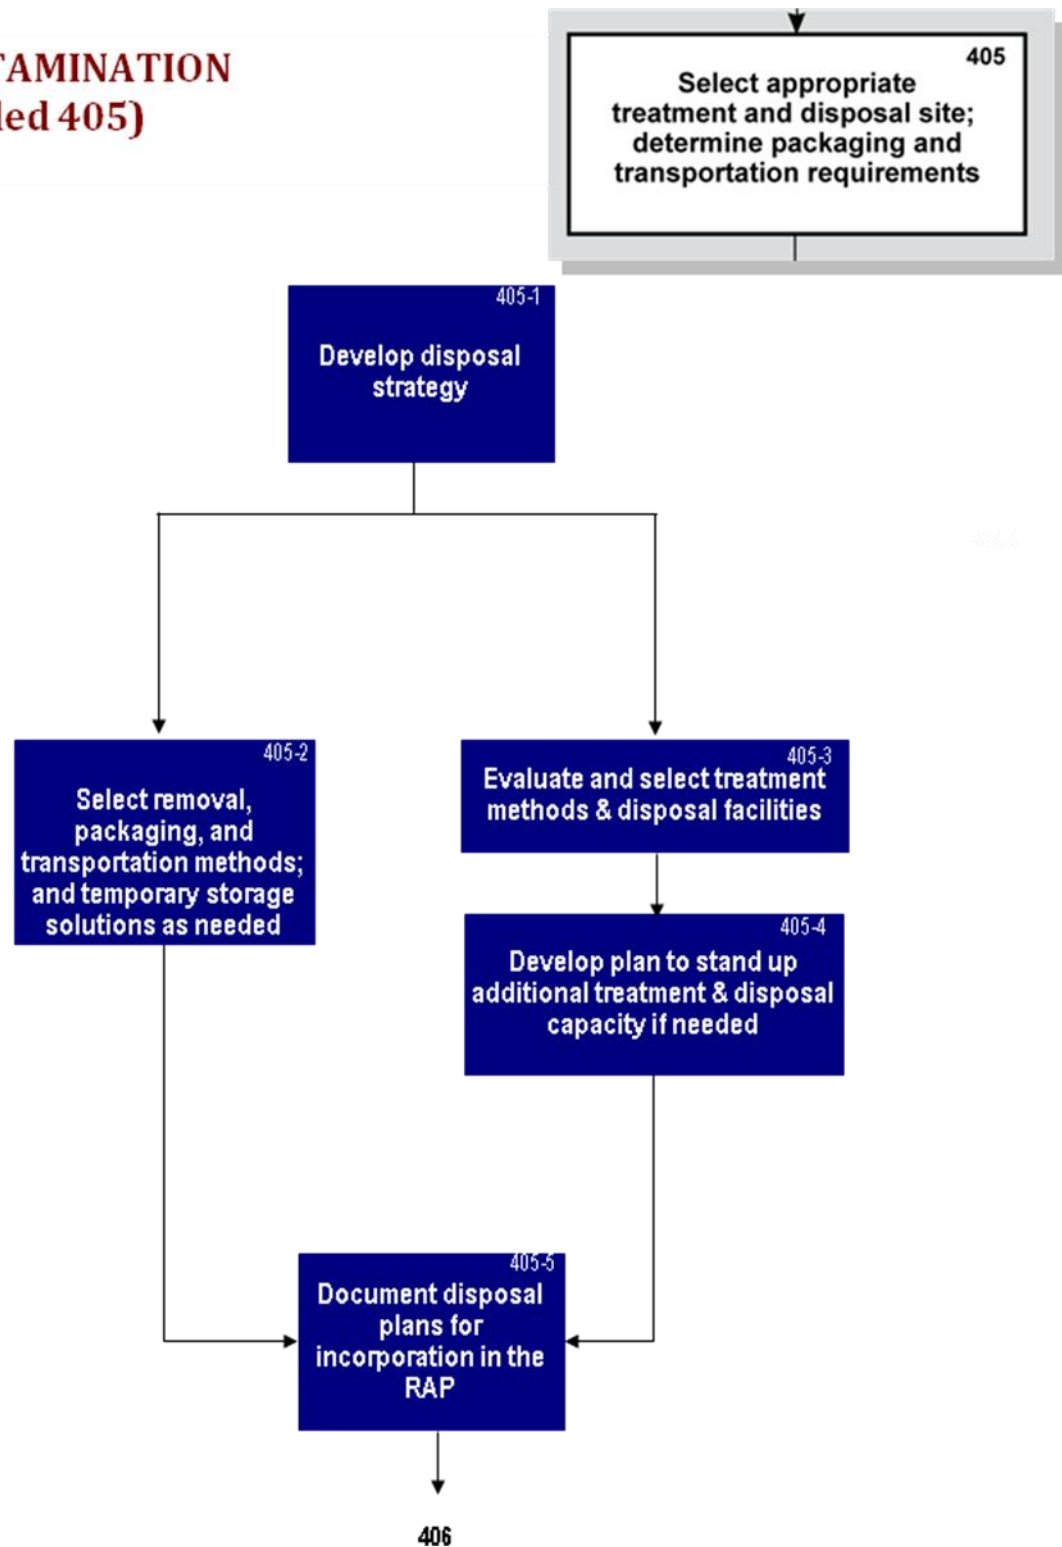 TAMINATION
led 405)
405
Select appropriate
treatment and disposal site;
determine packaging and
transportation requirements
405-1
Develop disposal
strategy
405-2
Select removal,
packaging, and
transportation methods;
and temporary storage
solutions as needed
405-3
Evaluate and select treatment
methods & disposal facilities
405-4
Develop plan to stand up
additional treatment & disposal
capacity if needed
405-5
Document disposal
plans for
incorporation in the
RAP
406